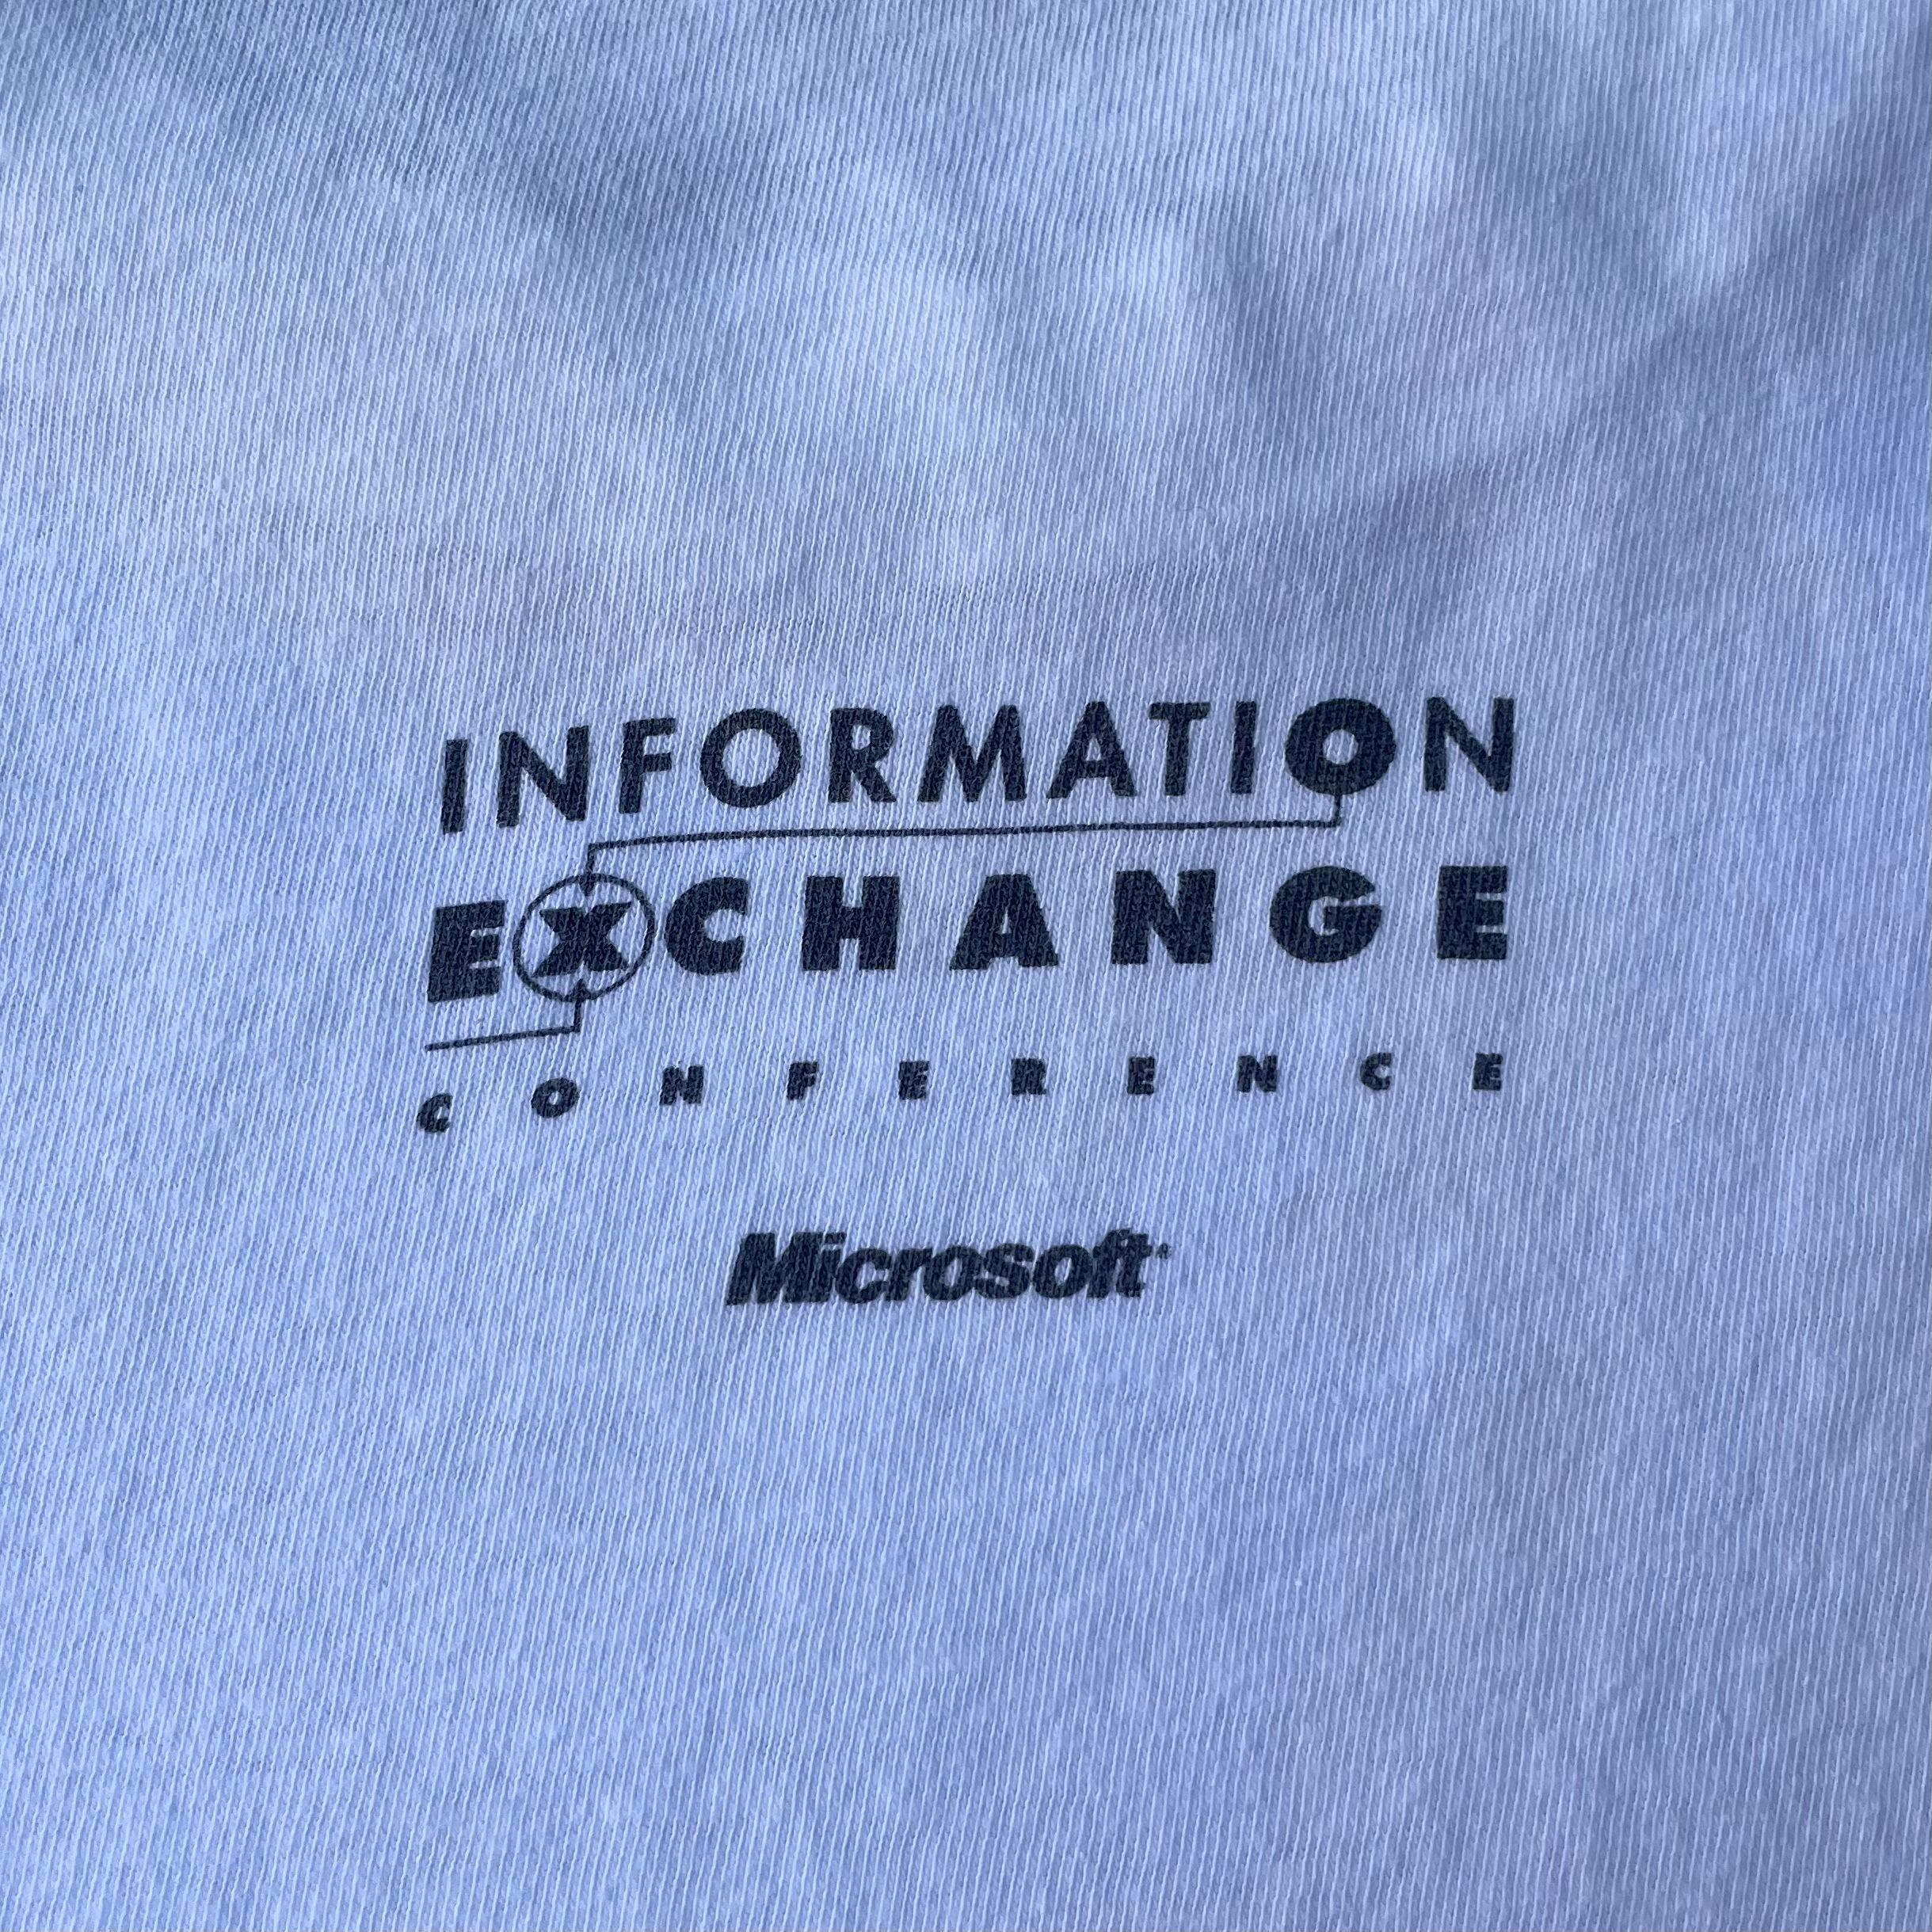 INFORMATION
EXCHANGE
CONFERENCE
Microsoft